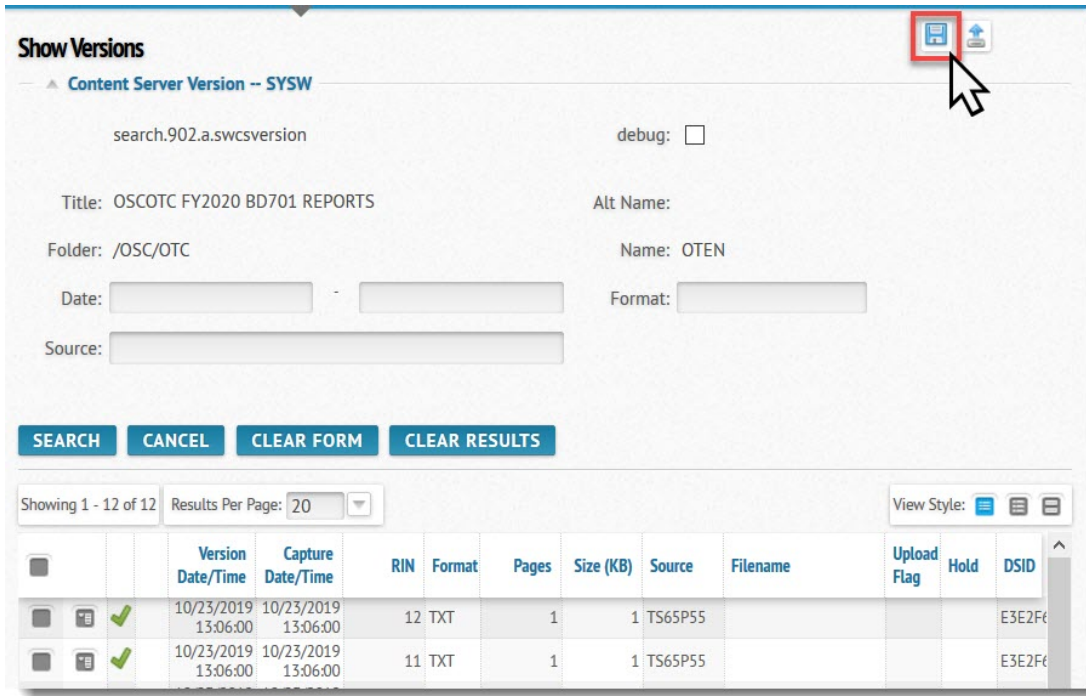 Show Versions
Content Server Version -- SYSW
search.902.a.swcsversion debug:
Title: OSCOTC FY2020 BD701 REPORTS Alt Name:
Folder: /OSC/OTC Name: OTEN
Date: - Format:
Source:
SEARCH CANCEL CLEAR FORM CLEAR RESULTS
Showing 1 - 12 of 12 Results Per Page: 20 View Style:
Version Date/Time Capture Date/Time RIN Format Pages Size (KB) Source Filename Upload Flag Hold DSID
10/23/2019 13:06:00 10/23/2019 13:06:00 12 TXT 1 1 TS65P55 E3E2F6
10/23/2019 13:06:00 10/23/2019 13:06:00 11 TXT 1 1 TS65P55 E3E2F6